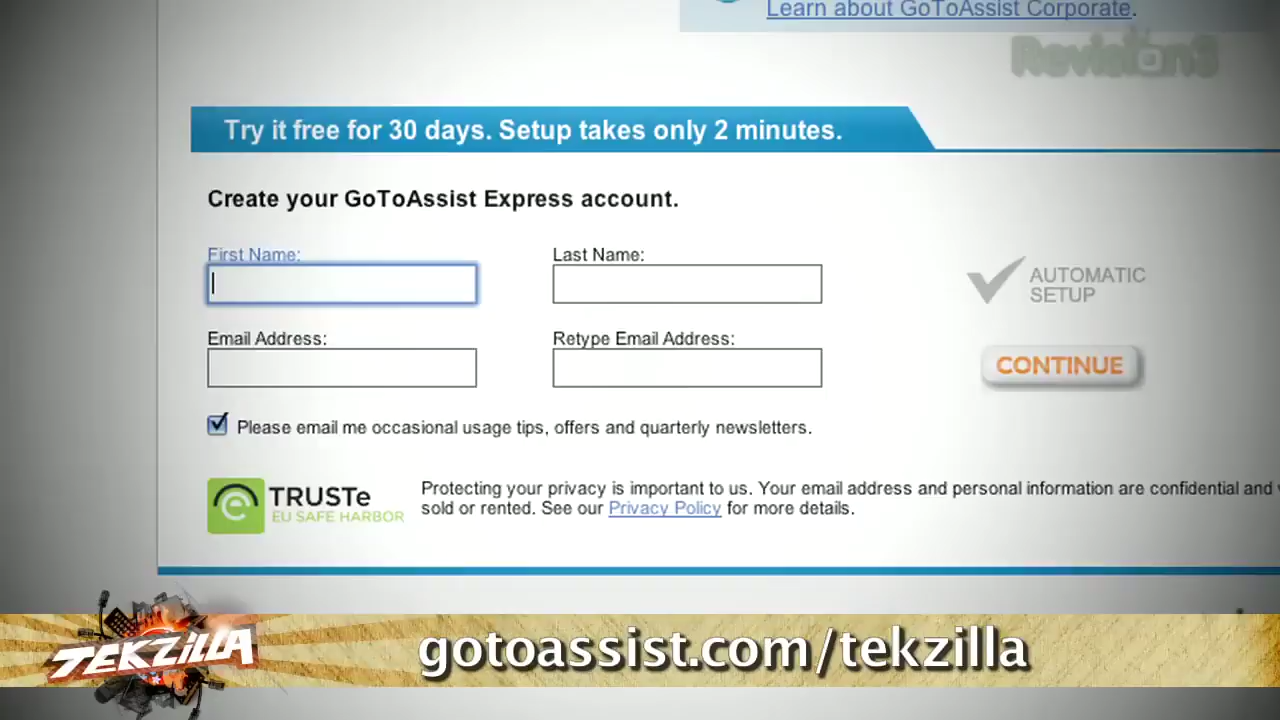 Learn about GoToAssist Corporate.
Revision3
Try it free for 30 days. Setup takes only 2 minutes.
Create your GoToAssist Express account.
First Name:
Last Name:
AUTOMATIC
SETUP
Email Address:
Retype Email Address:
CONTINUE
Please email me occasional usage tips, offers and quarterly newsletters.
TRUSTe
EU SAFE HARBOR
Protecting your privacy is important to us. Your email address and personal information are confidential and
sold or rented. See our Privacy Policy for more details.
TEKZILLA
gotoassist.com/tekzilla